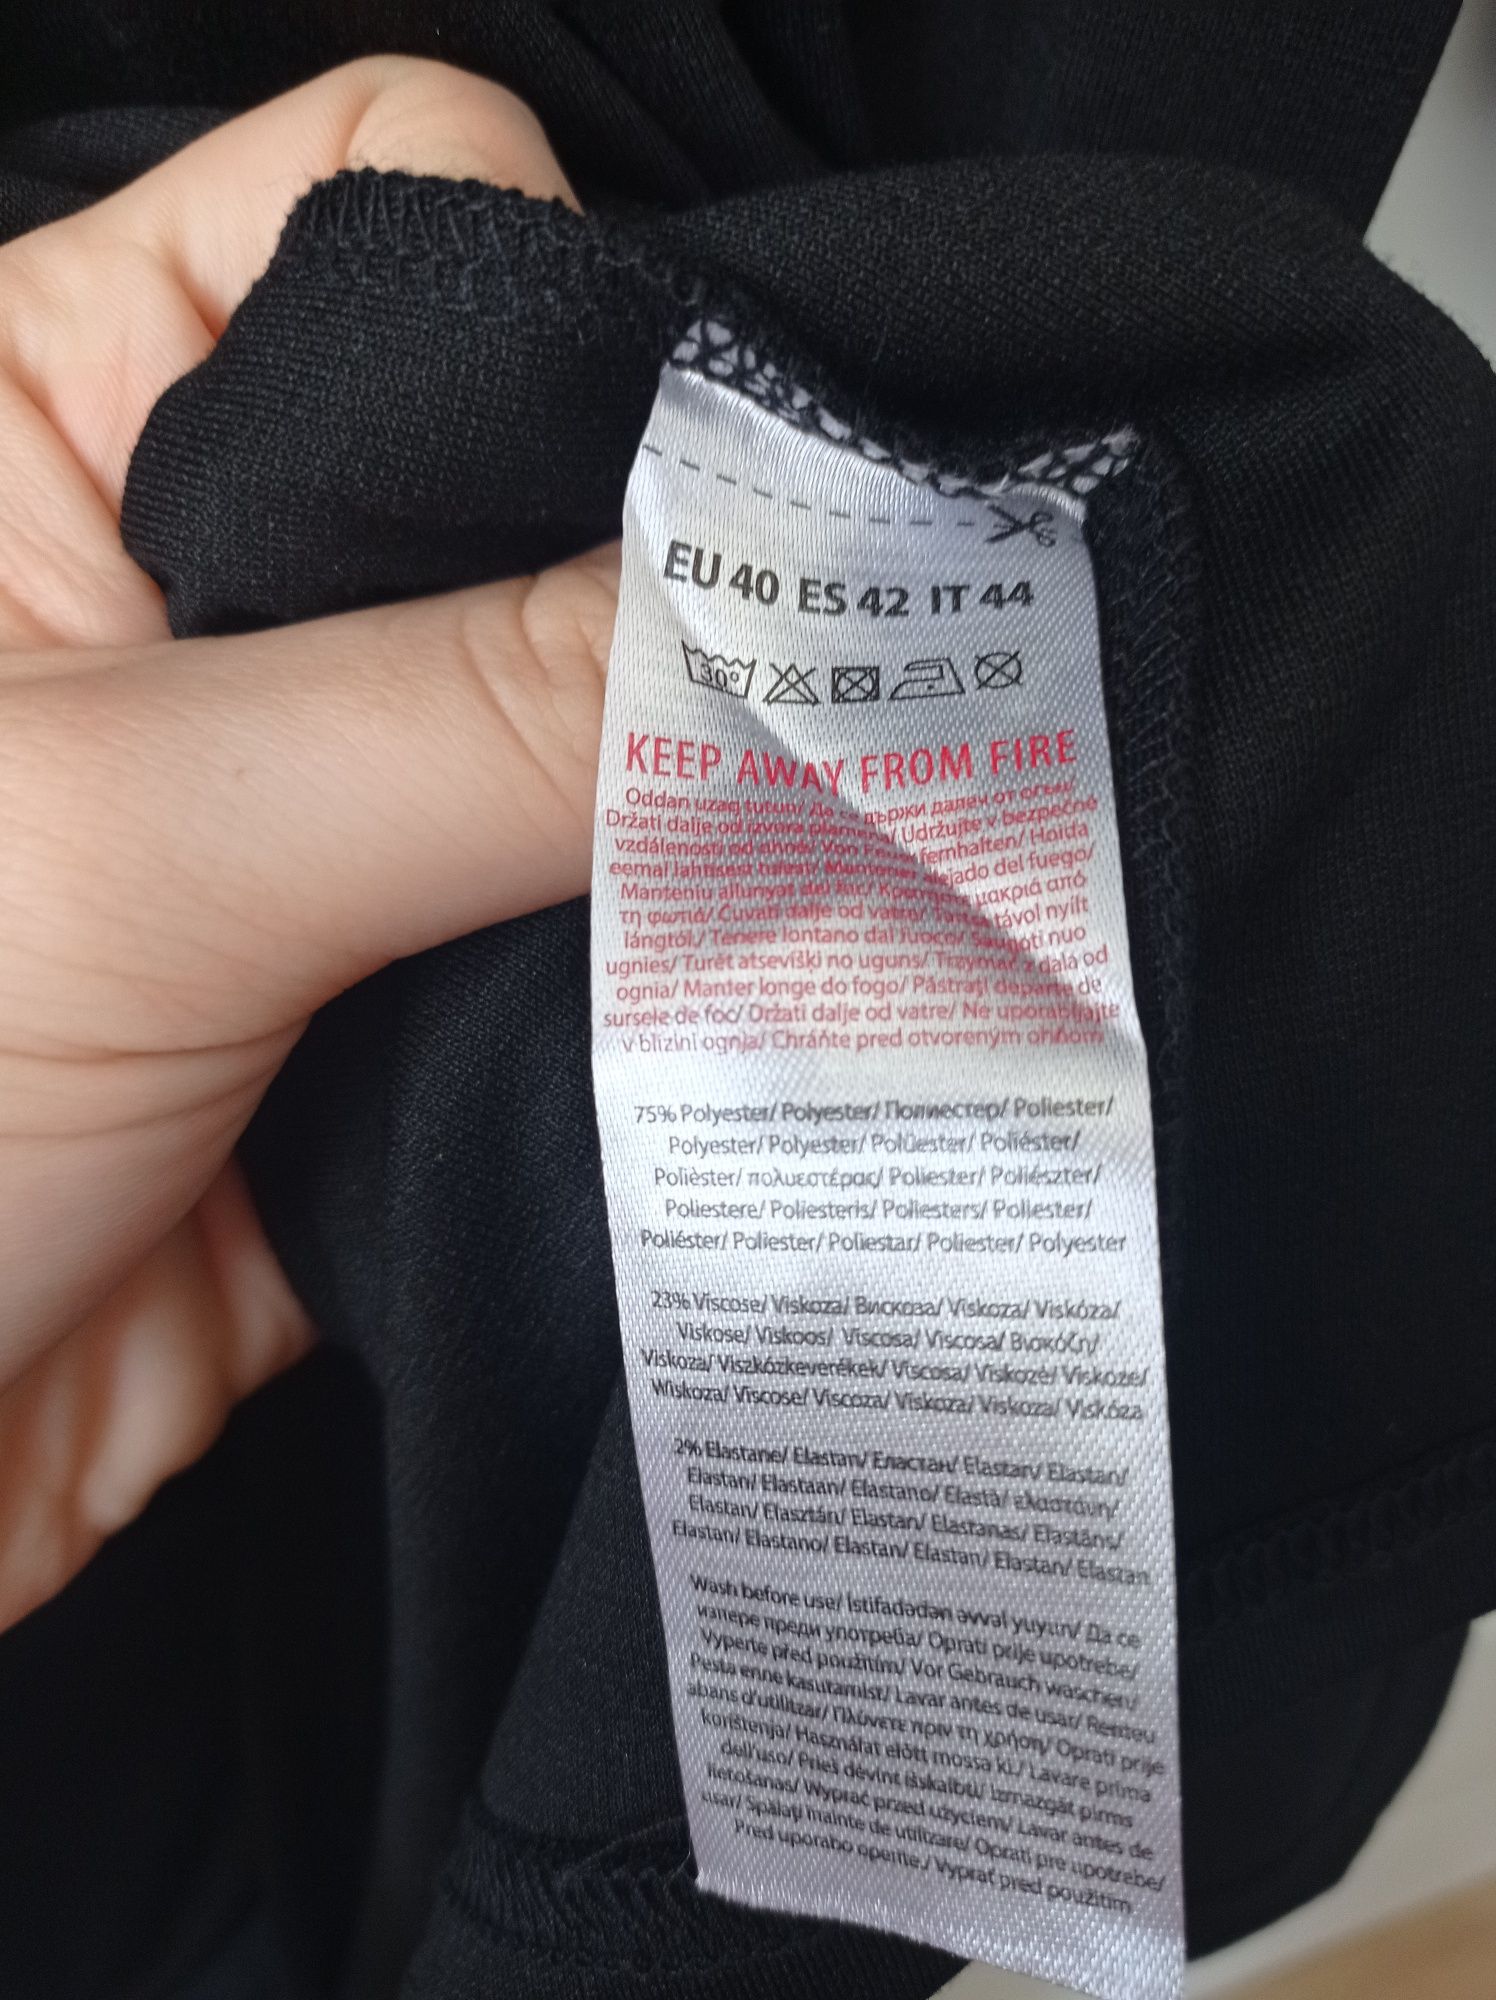 EU 40 ES 42 IT 44
30°
KEEP AWAY FROM FIRE
Oddan uzaq tutun/ Да се държи далеч от огън/
Držati dalje od izvora plamena/ Udržujte v bezpečné
vzdálenosti od ohně/ Von Feuer fernhalten/ Hoida
eemal lahtisest tulest/ Mantener alejado del fuego/
Manteniu allunyat del foc/ μακριά από
τη φωτιά/ Čuvati dalje od vatre/ távol nyílt
lángtól./ Tenere lontano dal fuoco/ Saugoti nuo
ugnies/ Turēt atsevišķi no uguns/ Trzymać z dala od
ognia/ Manter longe do fogo/ Păstraţi departe de
sursele de foc/ Držati dalje od vatre/ Ne uporabljajte
v bližini ognja/ Chráňte pred otvoreným ohňom
75% Polyester/ Polyester/ Полиестер/ Poliester/
Polyester/ Polyester/ Polüester/ Poliéster/
Polièster/ πολυεστέρας/ Poliester/ Poliészter/
Poliestere/ Poliesteris/ Poliesters/ Poliester/
Poliéster/ Poliester/ Poliestar/ Poliester/ Polyester
23% Viscose/ Viskoza/ Вискоза/ Viskoza/ Viskóza/
Viskose/ Viskoos/ Viscosa/ Viscosa/ Βισκόζη/
Viskoza/ Viszkózkeverékek/ Viscosa/ Viskozė/ Viskoze/
Wiskoza/ Viscose/ Viscoza/ Viskoza/ Viskoza/ Viskóza
2% Elastane/ Elastan/ Еластан/ Elastan/ Elastan/
Elastan/ Elastaan/ Elastano/ Elastà/ ελαστάνη/
Elastan/ Elasztán/ Elastan/ Elastanas/ Elastāns/
Elastan/ Elastano/ Elastan/ Elastan/ Elastan/ Elastan
Wash before use/ İstifadədən əvvəl yuyun/ Да се
изпере преди употреба/ Oprati prije upotrebe/
Vyperte před použitím/ Vor Gebrauch waschen/
Pesta enne kasutamist/ Lavar antes de usar/ Renteu
abans d'utilitzar/ Πλύνετε πριν τη χρήση/ Oprati prije
korištenja/ Használat előtt mossa ki./ Lavare prima
dell'uso/ Prieš dėvint išskalbti/ Izmazgāt pirms
lietošanas/ Wyprać przed użyciem/ Lavar antes de
usar/ Spălaţi înainte de utilizare/ Oprati pre upotrebe/
Pred uporabo operite./ Vyprať pred použitím